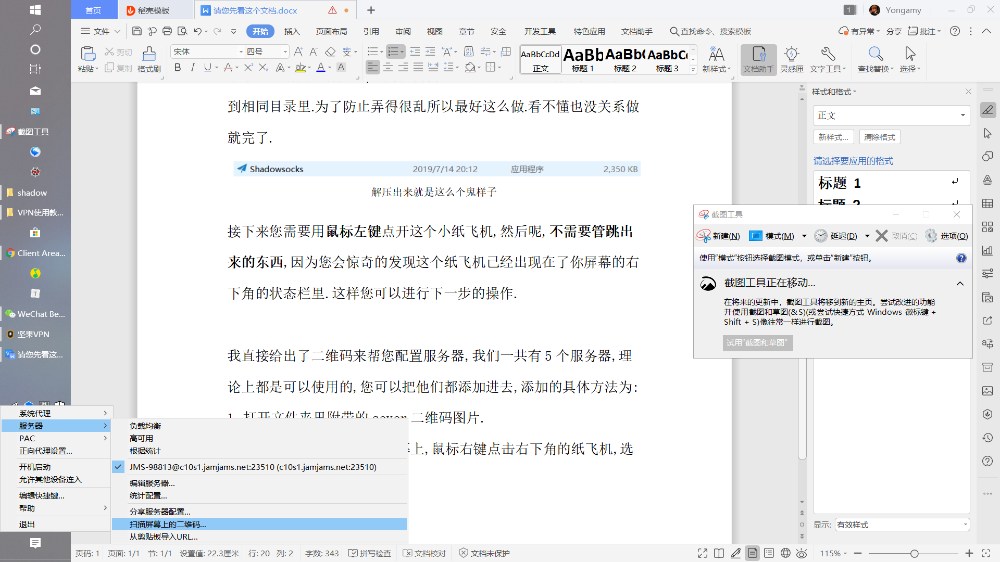 首页
稻壳模板
请您先看这个文档.docx
1
Yongamy
文件
开始
插入
页面布局
引用
审阅
视图
章节
安全
开发工具
特色应用
文档助手
查找命令、搜索模板
有异常
分享
批注
粘贴
剪切
复制
格式刷
宋体
四号
AaBbCcDd
正文
AaBb
标题 1
AaBb(
标题 2
AaBbC
标题 3
新样式
文档助手
灵感匣
文字工具
查找替换
选择
截图工具
shadow
VPN使用教...
Client Area...
WeChat Be...
坚果VPN
请您先看这...
到相同目录里.为了防止弄得很乱所以最好这么做.看不懂也没关系做
就完了.
Shadowsocks 2019/7/14 20:12 应用程序 2,350 KB
解压出来就是这么个鬼样子
接下来您需要用鼠标左键点开这个小纸飞机,然后呢,不需要管跳出
来的东西,因为您会惊奇的发现这个纸飞机已经出现在了你屏幕的右
下角的状态栏里.这样您可以进行下一步的操作.
我直接给出了二维码来帮您配置服务器,我们一共有 5 个服务器,理
论上都是可以使用的,您可以把他们都添加进去,添加的具体方法为:
二维码图片.
上,鼠标右键点击右下角的纸飞机,选
系统代理
服务器
PAC
正向代理设置...
开机启动
允许其他设备连入
编辑快捷键...
帮助
退出
负载均衡
高可用
根据统计
JMS-98813@c10s1.jamjams.net:23510 (c10s1.jamjams.net:23510)
编辑服务器...
统计配置...
分享服务器配置...
扫描屏幕上的二维码...
从剪贴板导入URL...
样式和格式
正文
新样式...
清除格式
请选择要应用的格式
标题 1
标题 2
截图工具
新建(N)
模式(M)
延迟(D)
取消(C)
选项(O)
使用“模式”按钮选择截图模式，或单击“新建”按钮。
截图工具正在移动...
在将来的更新中，截图工具将移到新的主页。尝试改进的功能
并使用截图和草图(&S)(或尝试快捷方式 Windows 徽标键 +
Shift + S)像往常一样进行截图。
试用“截图和草图”
显示: 有效样式
页码: 1
页面: 1/1
节: 1/1
设置值: 22.3厘米
行: 20
列: 2
字数: 343
拼写检查
文档校对
文档未保护
115%